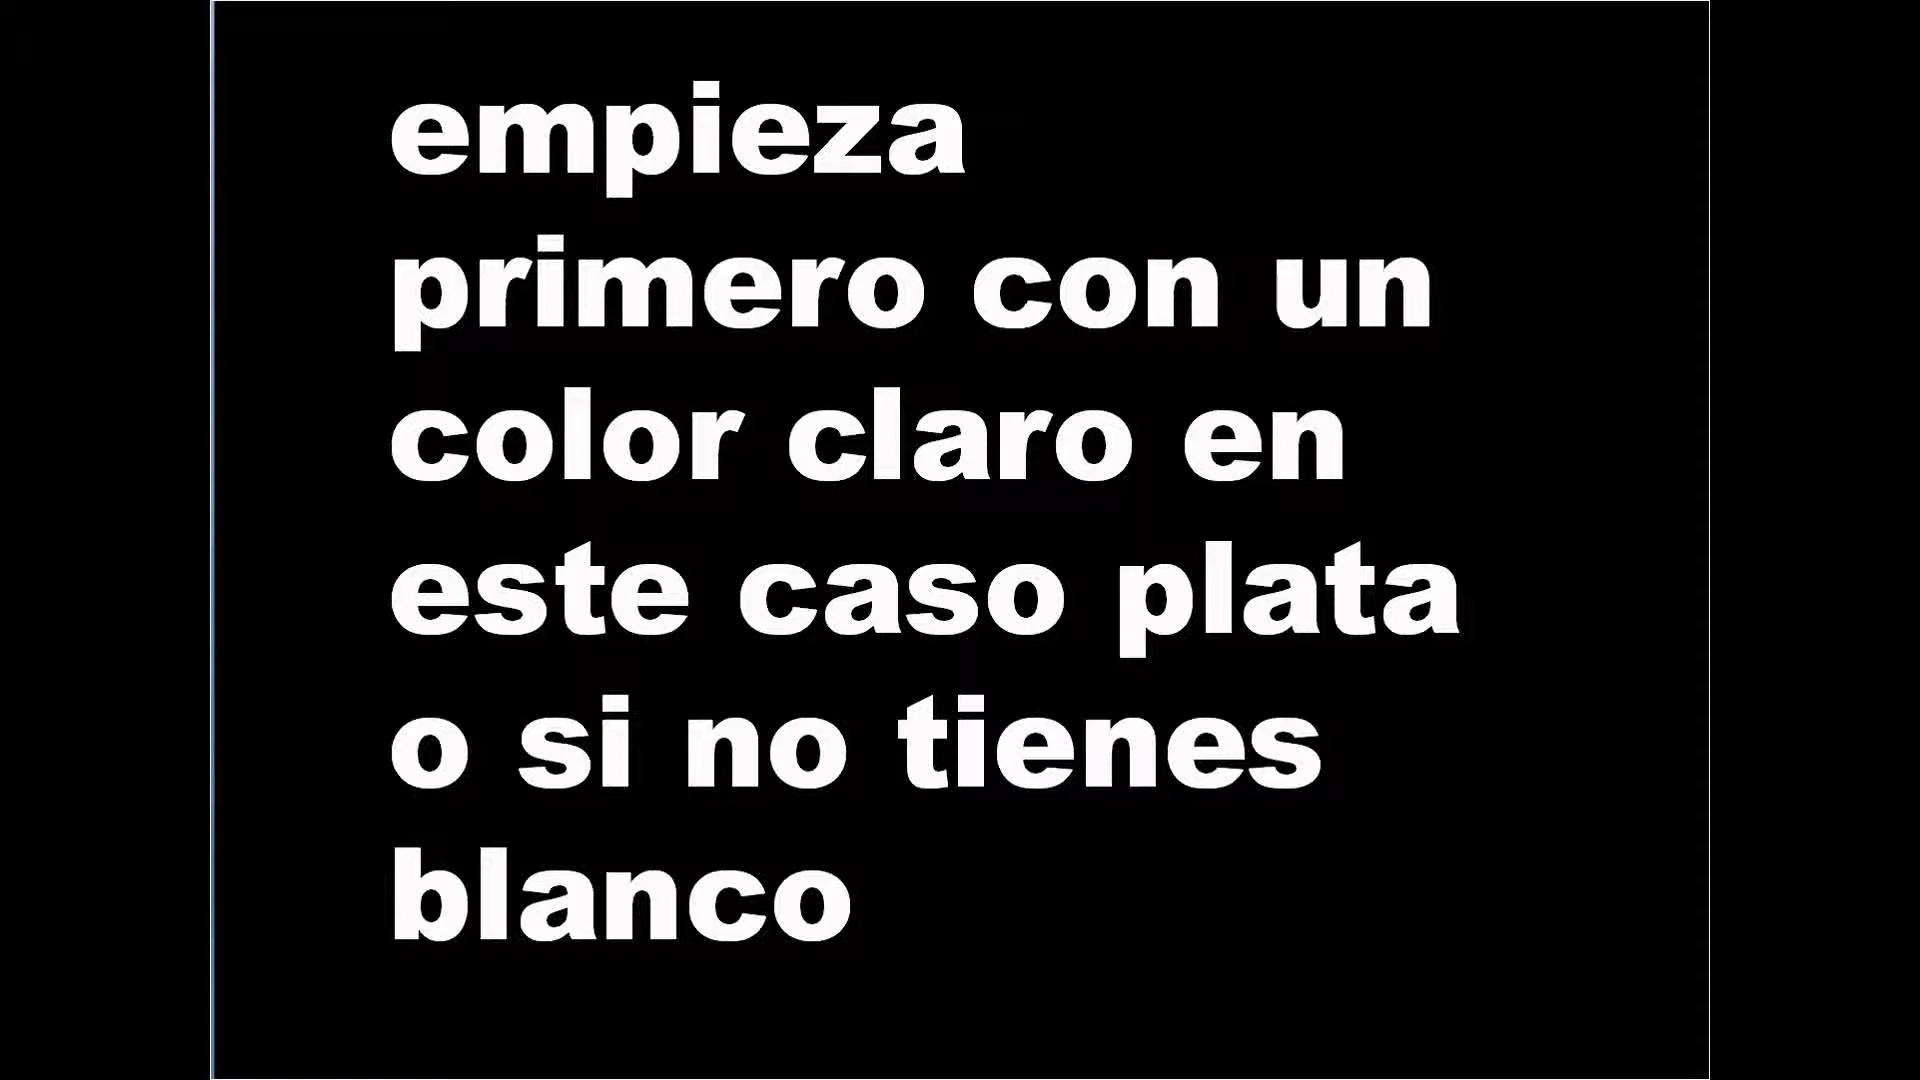 empieza
primero con un
color claro en
este caso plata
o si no tienes
blanco